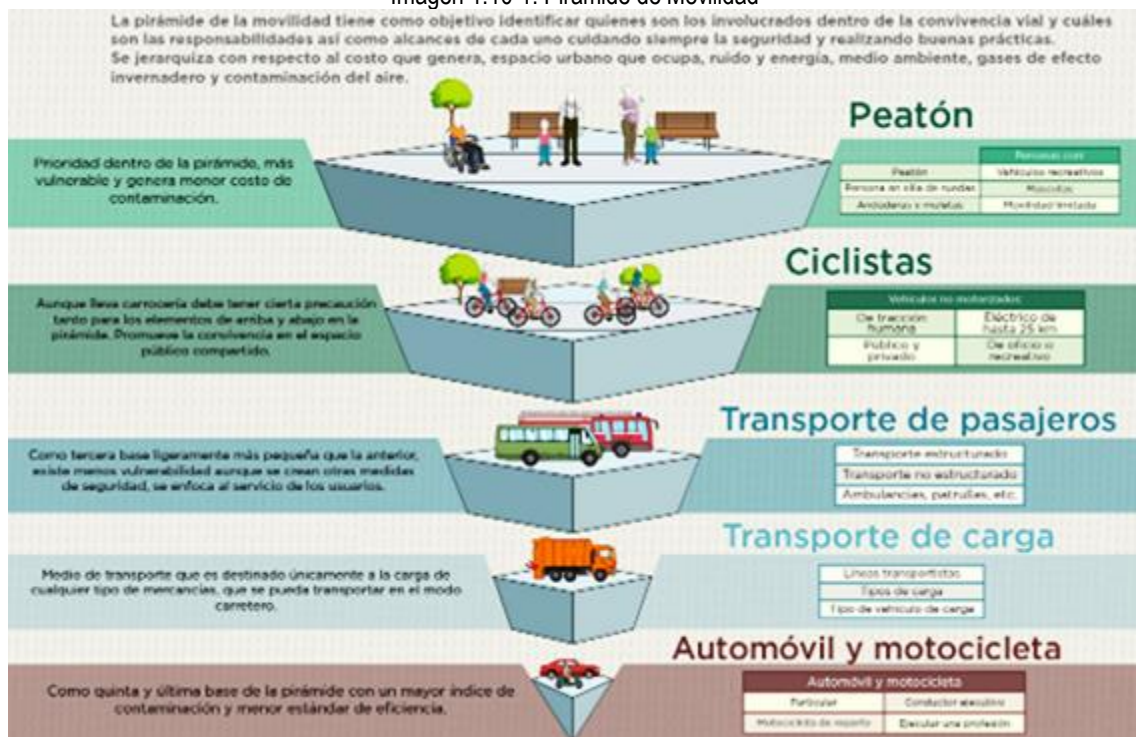 Imagen 1.10-1. Pirámide de Movilidad
La pirámide de la movilidad tiene como objetivo identificar quienes son los involucrados dentro de la convivencia vial y cuáles
son las responsabilidades así como alcances de cada uno cuidando siempre la seguridad y realizando buenas prácticas.
Se jerarquiza con respecto al costo que genera, espacio urbano que ocupa, ruido y energía, medio ambiente, gases de efecto
invernadero y contaminación del aire.
Peatón
Prioridad dentro de la pirámide, más
vulnerable y genera menor costo de
contaminación.
Personas con:
Peatón
Vehículos recreativos
Persona en silla de ruedas
Mascotas
Andaderas o muletas
Movilidad limitada
Ciclistas
Aunque lleva carrocería debe tener cierta precaución
tanto para los elementos de arriba y abajo en la
pirámide. Promueve la convivencia en el espacio
público compartido.
Vehículos no motorizados:
De tracción
humana
Eléctrico de
hasta 25 km
Público y
privado
De oficio o
recreativo
Transporte de pasajeros
Como tercera base ligeramente más pequeña que la anterior,
existe menos vulnerabilidad aunque se crean otras medidas
de seguridad, se enfoca al servicio de los usuarios.
Transporte estructurado
Transporte no estructurado
Ambulancias, patrullas, etc.
Transporte de carga
Medio de transporte que es destinado únicamente a la carga de
cualquier tipo de mercancías, que se pueda transportar en el modo
carretero.
Líneas transportistas
Tipos de carga
Tipo de vehículo de carga
Automóvil y motocicleta
Como quinta y última base de la pirámide con un mayor índice de
contaminación y menor estándar de eficiencia.
Automóvil y motocicleta
Particular
Conductor ejecutivo
Motociclista de reparto
Ejecutar una profesión